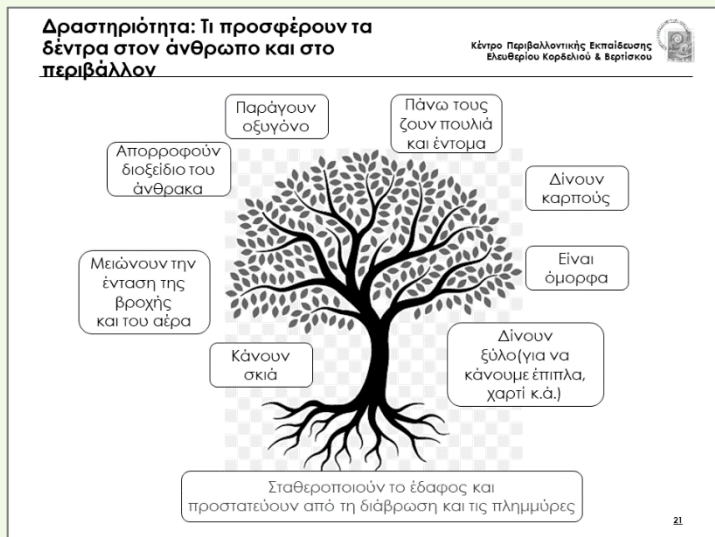 Δραστηριότητα: Τι προσφέρουν τα
δέντρα στον άνθρωπο και στο
περιβάλλον
Κέντρο Περιβαλλοντικής Εκπαίδευσης
Ελευθερίου Κορδελιού & Βερτίσκου
Παράγουν
οξυγόνο
Πάνω τους
ζουν πουλιά
και έντομα
Απορροφούν
διοξείδιο του
άνθρακα
Δίνουν
καρπούς
Μειώνουν την
ένταση της
βροχής
και του αέρα
Είναι
όμορφα
Κάνουν
σκιά
Δίνουν
ξύλο(για να
κάνουμε έπιπλα,
χαρτί κ.ά.)
Σταθεροποιούν το έδαφος και
προστατεύουν από τη διάβρωση και τις πλημμύρες
21